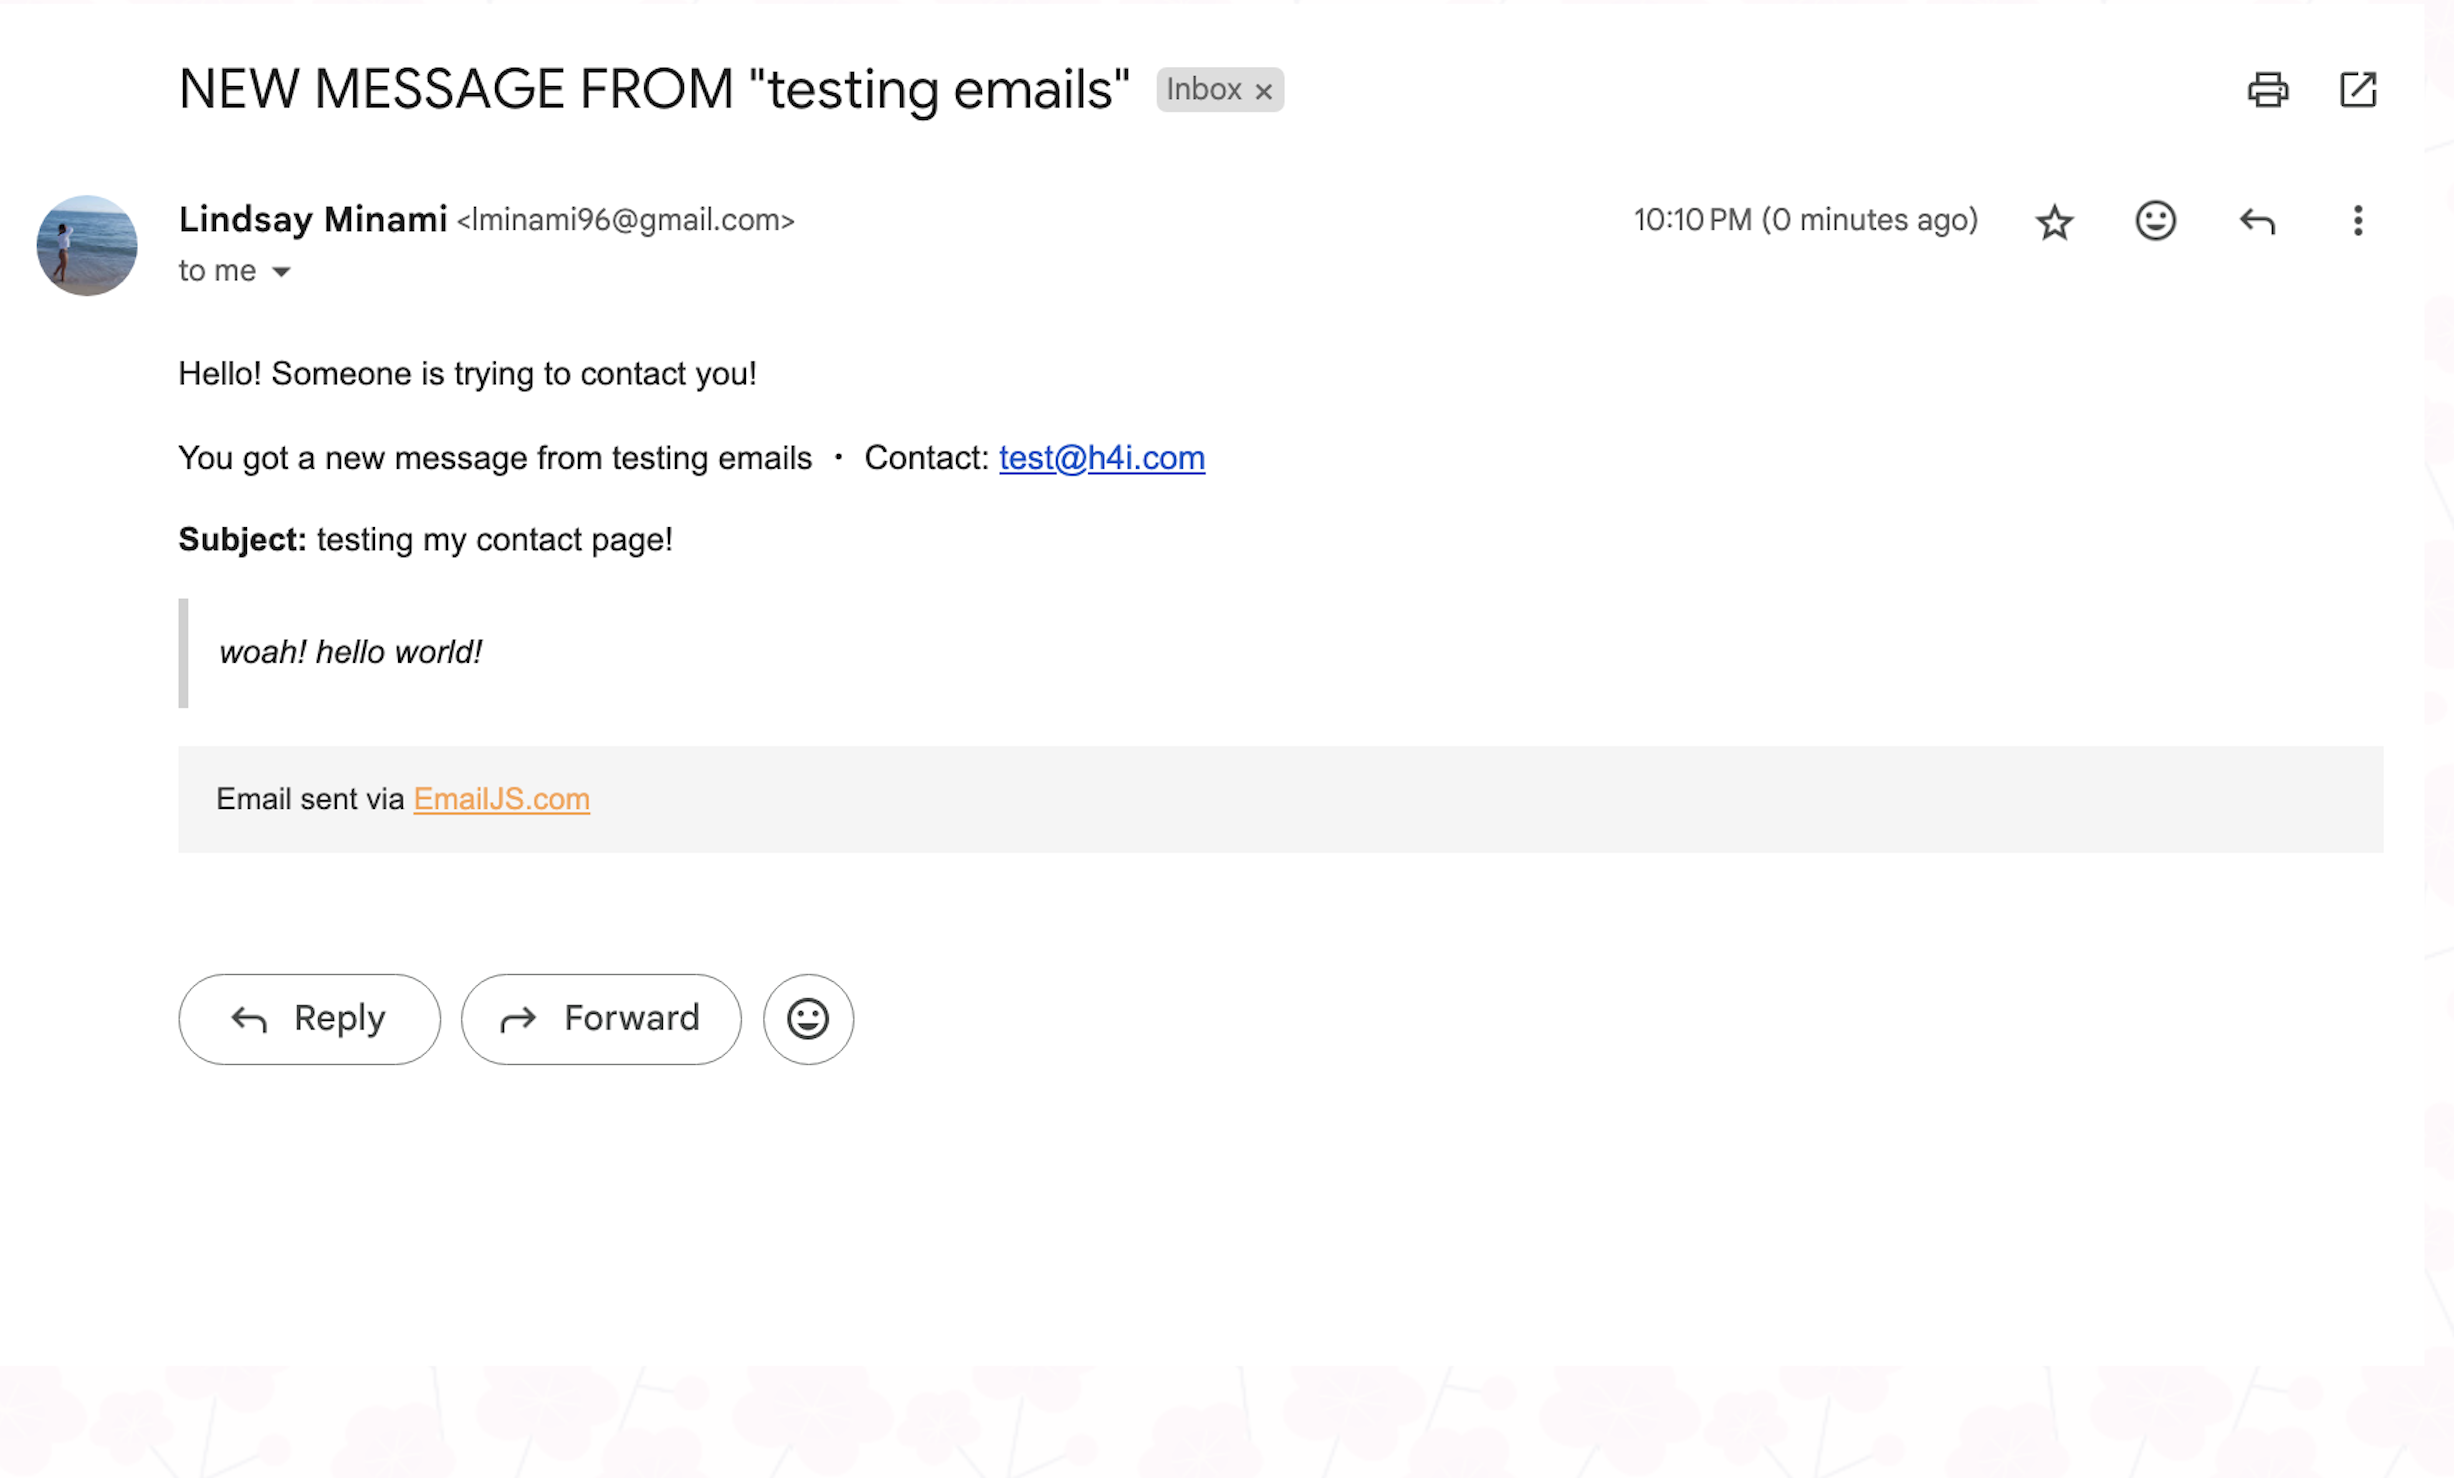 NEW MESSAGE FROM "testing emails" Inbox ×
Lindsay Minami <lminami96@gmail.com> 10:10 PM (0 minutes ago)
to me
Hello! Someone is trying to contact you!
You got a new message from testing emails · Contact: test@h4i.com
Subject: testing my contact page!
woah! hello world!
Email sent via EmailJS.com
Reply Forward